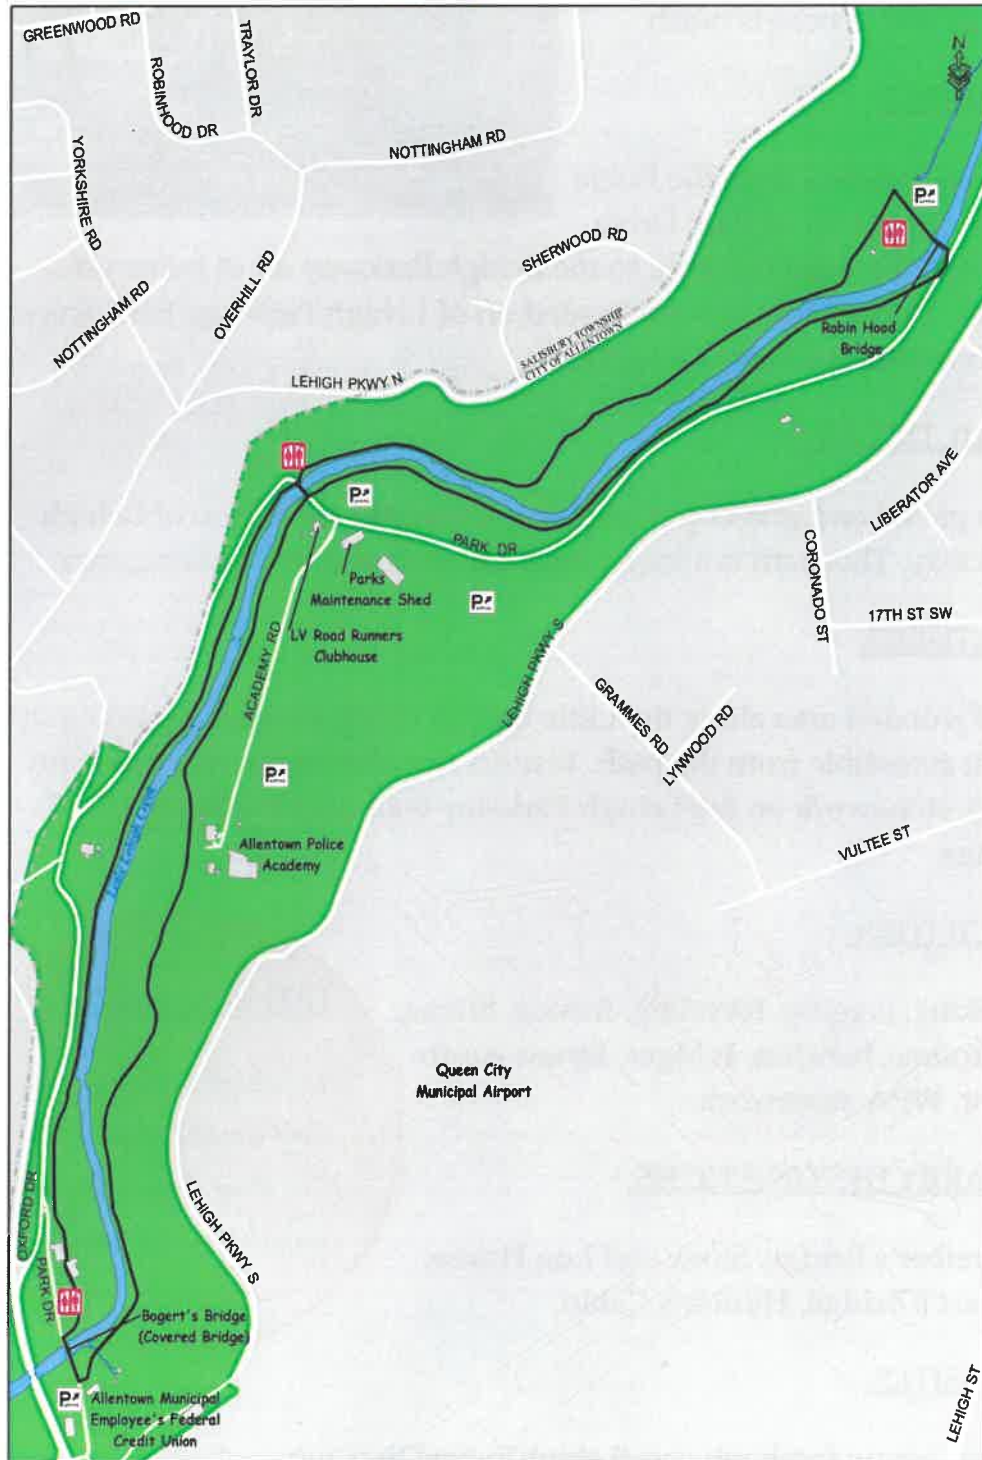 GREENWOOD RD
TRAYLOR DR
ROBINHOOD DR
NOTTINGHAM RD
YORKSHIRE RD
SHERWOOD RD
NOTTINGHAM RD
OVERHILL RD
N
P
Robin Hood
Bridge
SALISBURY TOWNSHIP
CITY OF ALLENTOWN
LEHIGH PKWY N
LIBERATOR AVE
P
PARK DR
CORONADO ST
Parks
Maintenance Shed
P
17TH ST SW
LV Road Runners
Clubhouse
ACADEMY RD
LEHIGH PKWY S
GRAMMES RD
LYNWOOD RD
P
Little Lehigh Creek
Allentown Police
Academy
VULTEE ST
Queen City
Municipal Airport
OXFORD DR
PARK DR
LEHIGH PKWY S
Bogert's Bridge
(Covered Bridge)
P
Allentown Municipal
Employee's Federal
Credit Union
LEHIGH ST